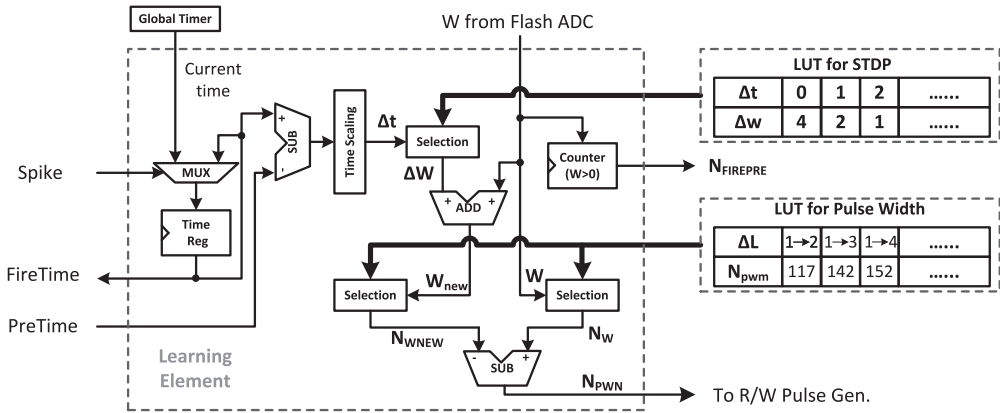 Global Timer
W from Flash ADC
Current
time
LUT for STDP
Δt 0 1 2 ......
Δw 4 2 1 ......
+
SUB
-
Time Scaling
Δt
Selection
ΔW
Counter
(W>0)
N_FIREPRE
Spike
MUX
+ ADD +
Time
Reg
LUT for Pulse Width
ΔL 1→2 1→3 1→4 ......
Npwm 117 142 152 ......
FireTime
Selection
Wnew
W
Selection
PreTime
N_WNEW
N_W
- SUB +
Learning
Element
N_PWN
To R/W Pulse Gen.